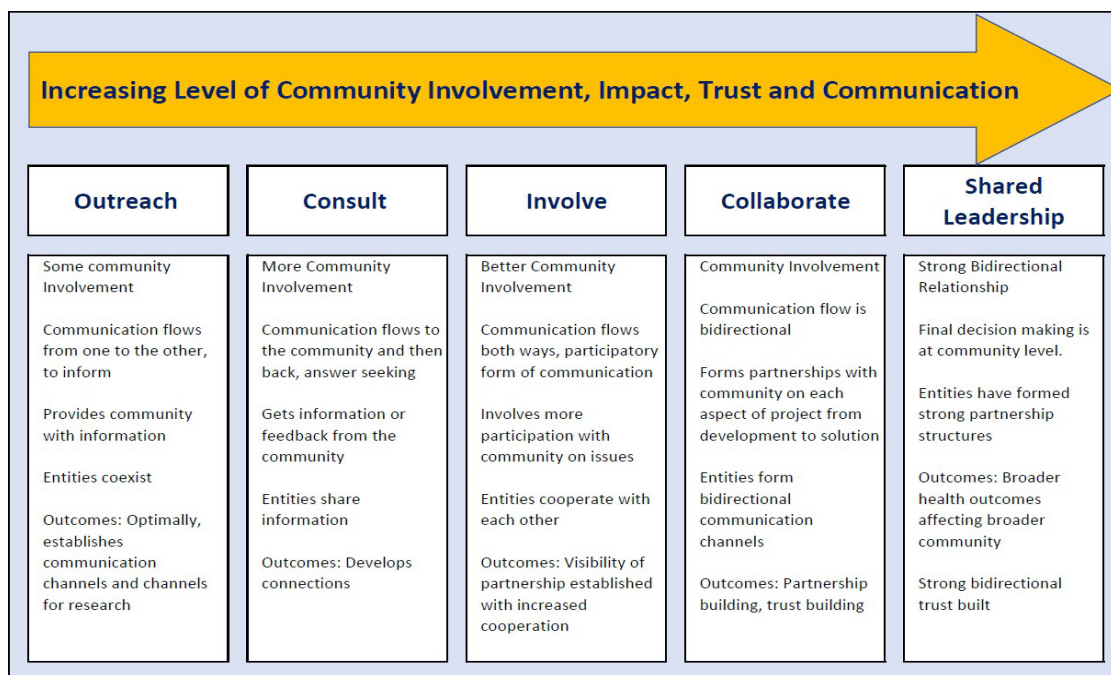 Increasing Level of Community Involvement, Impact, Trust and Communication
Outreach
Consult
Involve
Collaborate
Shared
Leadership
Some community
Involvement
Communication flows
from one to the other,
to inform
Provides community
with information
Entities coexist
Outcomes: Optimally,
establishes
communication
channels and channels
for research
More Community
Involvement
Communication flows to
the community and then
back, answer seeking
Gets information or
feedback from the
community
Entities share
information
Outcomes: Develops
connections
Better Community
Involvement
Communication flows
both ways, participatory
form of communication
Involves more
participation with
community on issues
Entities cooperate with
each other
Outcomes: Visibility of
partnership established
with increased
cooperation
Community Involvement
Communication flow is
bidirectional
Forms partnerships with
community on each
aspect of project from
development to solution
Entities form
bidirectional
communication
channels
Outcomes: Partnership
building, trust building
Strong Bidirectional
Relationship
Final decision making is
at community level.
Entities have formed
strong partnership
structures
Outcomes: Broader
health outcomes
affecting broader
community
Strong bidirectional
trust built